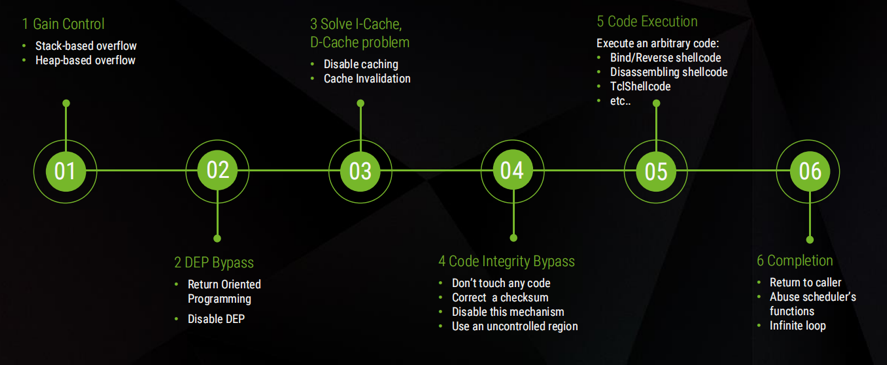 1 Gain Control
• Stack-based overflow
• Heap-based overflow
3 Solve I-Cache,
D-Cache problem
• Disable caching
• Cache Invalidation
5 Code Execution
Execute an arbitrary code:
• Bind/Reverse shellcode
• Disassembling shellcode
• TclShellcode
• etc..
01
02
03
04
05
06
2 DEP Bypass
• Return Oriented
Programming
• Disable DEP
4 Code Integrity Bypass
• Don't touch any code
• Correct a checksum
• Disable this mechanism
• Use an uncontrolled region
6 Completion
• Return to caller
• Abuse scheduler's
functions
• Infinite loop